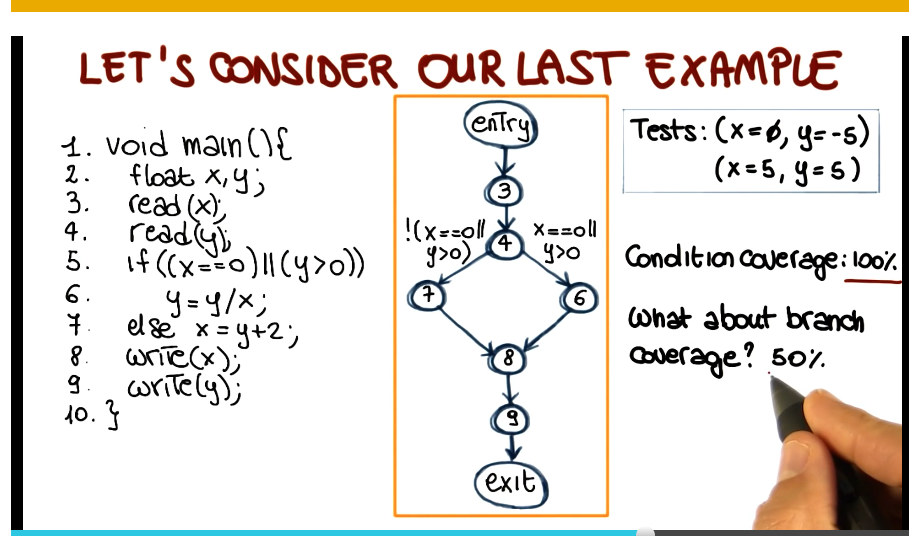 LET'S CONSIDER OUR LAST EXAMPLE
1. void main(){
2. float x,y;
3. read(x);
4. read(y);
5. if((x==0)||(y>0))
6. y=y/x;
7. else x=y+2;
8. write(x);
9. write(y);
10. }
entry
3
!(x==0||
y>0)
4
x==0||
y>0
7
6
8
9
exit
Tests: (x=0, y=-5)
(x=5, y=5)
Condition coverage: 100%
What about branch
coverage? 50%